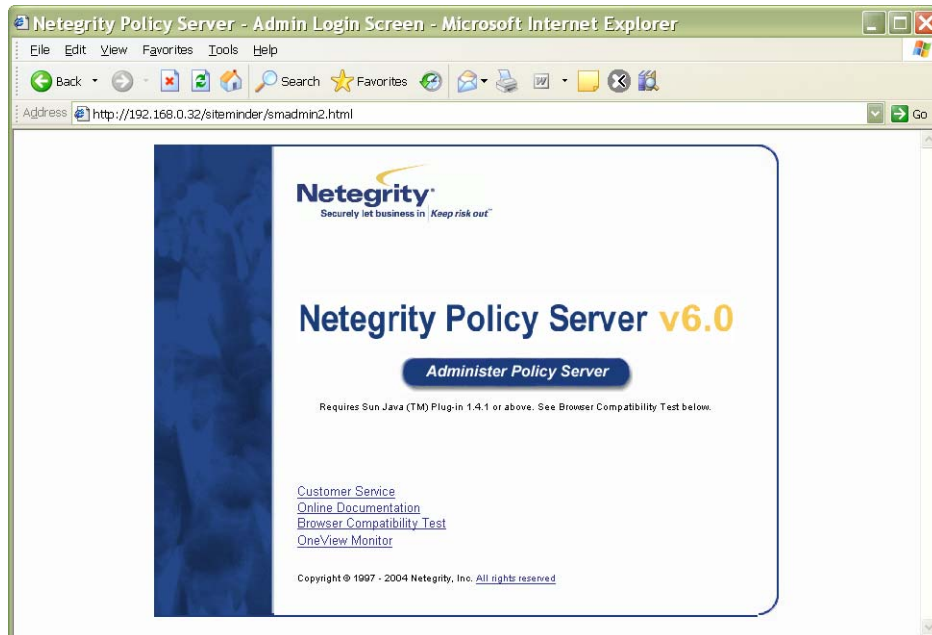 Netegrity Policy Server - Admin Login Screen - Microsoft Internet Explorer
File Edit View Favorites Tools Help
Back Search Favorites
Address http://192.168.0.32/siteminder/smadmin2.html Go
Netegrity
Securely let business in Keep risk out™
Netegrity Policy Server v6.0
Administer Policy Server
Requires Sun Java (TM) Plug-in 1.4.1 or above. See Browser Compatibility Test below.
Customer Service
Online Documentation
Browser Compatibility Test
OneView Monitor
Copyright © 1997 - 2004 Netegrity, Inc. All rights reserved